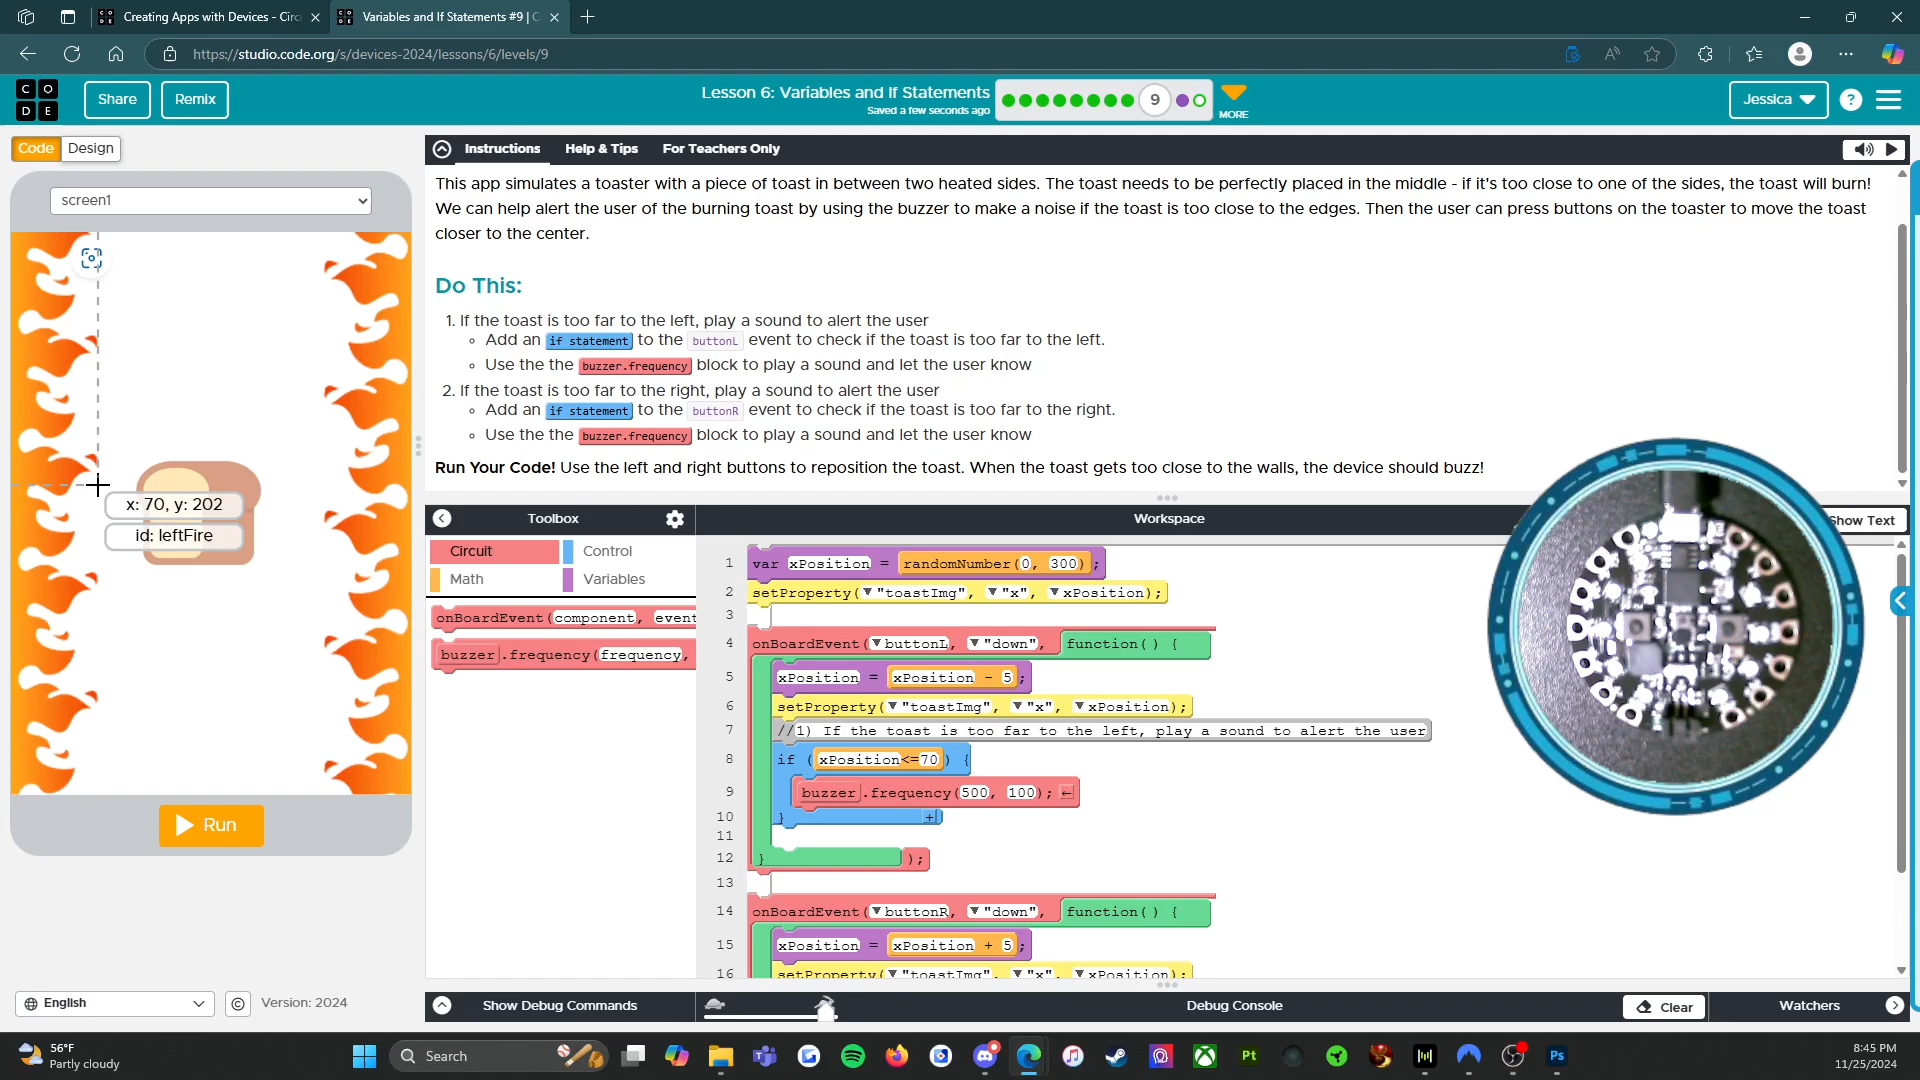 Creating Apps with Devices - Circ
Variables and If Statements #9 | C
https://studio.code.org/s/devices-2024/lessons/6/levels/9
C O
D E
Share
Remix
Lesson 6: Variables and If Statements
Saved a few seconds ago
9
MORE
Jessica
?
Code
Design
Instructions
Help & Tips
For Teachers Only
screen1
This app simulates a toaster with a piece of toast in between two heated sides. The toast needs to be perfectly placed in the middle - if it's too close to one of the sides, the toast will burn!
We can help alert the user of the burning toast by using the buzzer to make a noise if the toast is too close to the edges. Then the user can press buttons on the toaster to move the toast
closer to the center.
Do This:
1. If the toast is too far to the left, play a sound to alert the user
Add an if statement to the buttonL event to check if the toast is too far to the left.
Use the the buzzer.frequency block to play a sound and let the user know
2. If the toast is too far to the right, play a sound to alert the user
Add an if statement to the buttonR event to check if the toast is too far to the right.
Use the the buzzer.frequency block to play a sound and let the user know
Run Your Code! Use the left and right buttons to reposition the toast. When the toast gets too close to the walls, the device should buzz!
x: 70, y: 202
id: leftFire
Run
Toolbox
Workspace
Show Text
Circuit
Control
Math
Variables
onBoardEvent(component, event
buzzer.frequency(frequency,
1 var xPosition = randomNumber(0, 300);
2 setProperty("toastImg", "x", xPosition);
3
4 onBoardEvent(buttonL, "down", function() {
5 xPosition = xPosition - 5;
6 setProperty("toastImg", "x", xPosition);
7 //1) If the toast is too far to the left, play a sound to alert the user
8 if (xPosition<=70) {
9 buzzer.frequency(500, 100); ←
10 } +
11
12 });
13
14 onBoardEvent(buttonR, "down", function() {
15 xPosition = xPosition + 5;
16 setProperty("toastImg", "x", xPosition);
English
©
Version: 2024
Show Debug Commands
Debug Console
Clear
Watchers
56°F
Partly cloudy
Search
Pt
Ps
8:45 PM
11/25/2024